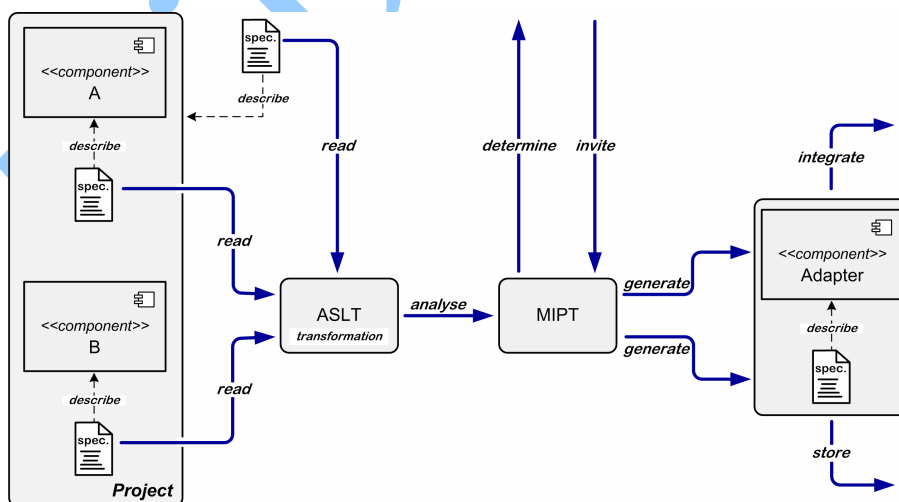 <<component>>
A
describe
spec.
<<component>>
B
describe
spec.
Project
spec.
describe
read
read
read
ASLT
transformation
analyse
determine
invite
MIPT
generate
generate
integrate
<<component>>
Adapter
describe
spec.
store